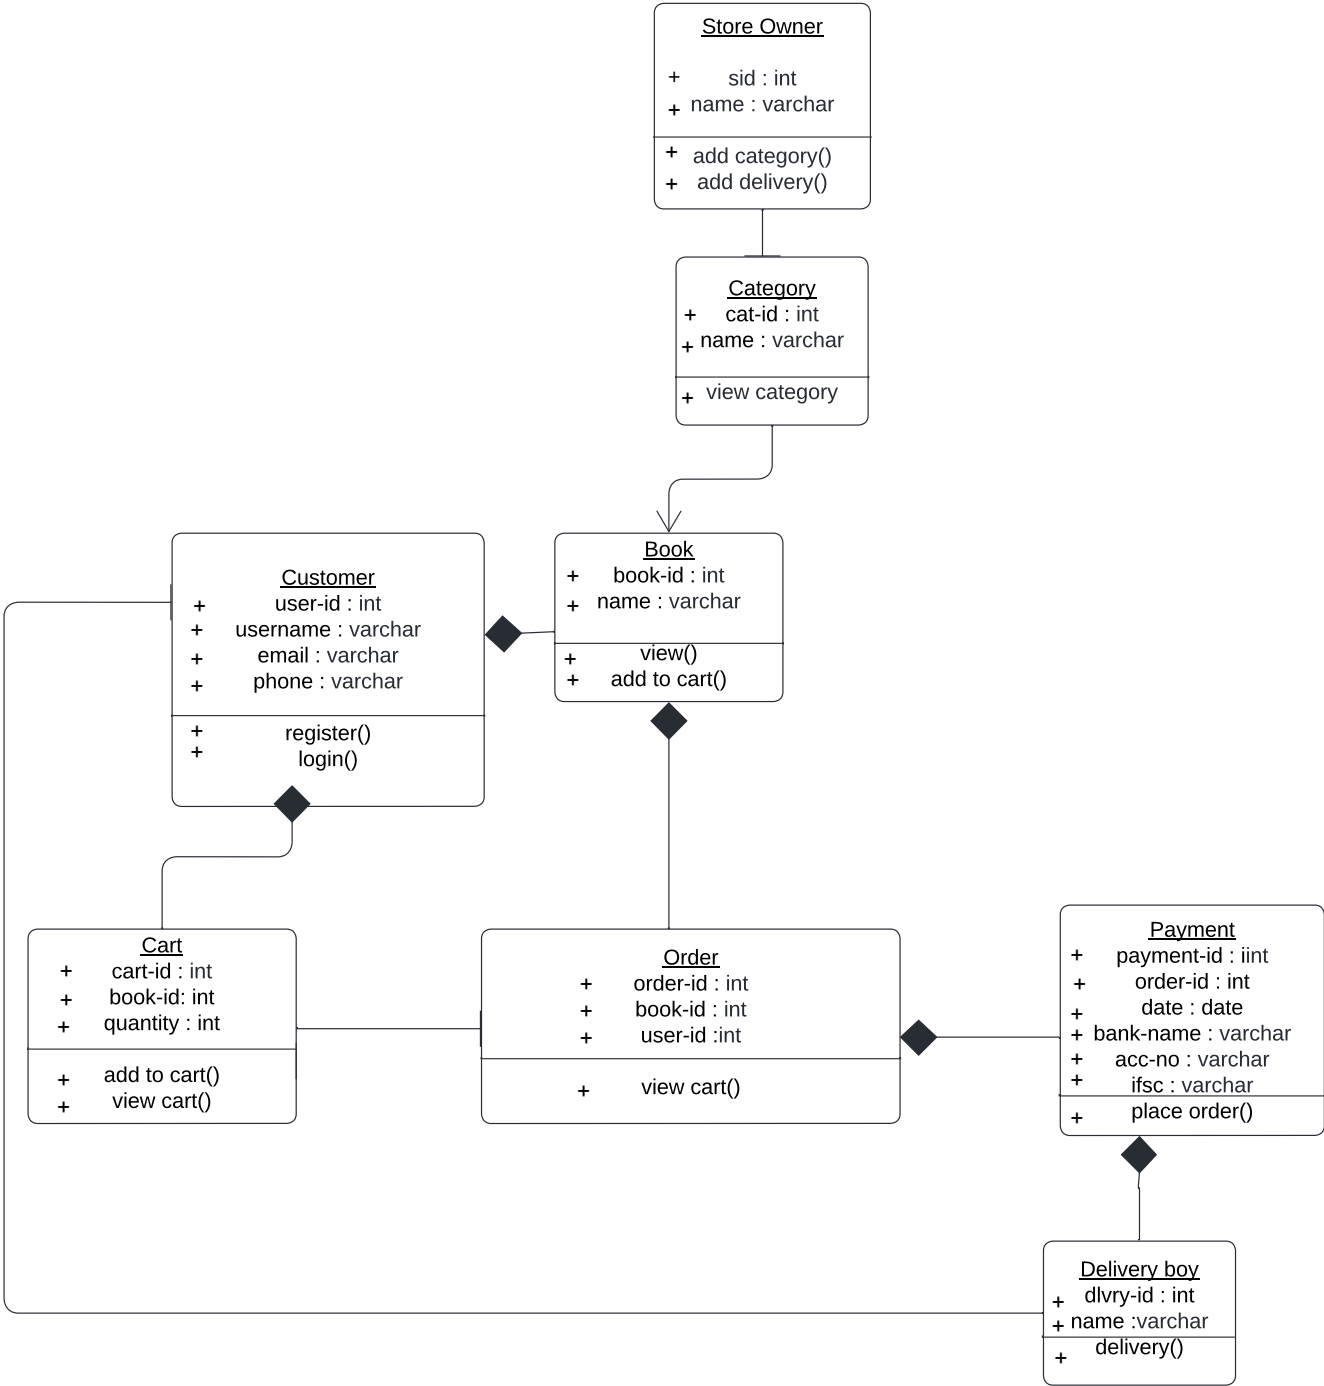 Store Owner
+ sid : int
+ name : varchar
+ add category()
+ add delivery()
Category
+ cat-id : int
+ name : varchar
+ view category
Book
+ book-id : int
+ name : varchar
+ view()
+ add to cart()
Customer
+ user-id : int
+ username : varchar
+ email : varchar
+ phone : varchar
+ register()
+ login()
Cart
+ cart-id : int
+ book-id: int
+ quantity : int
+ add to cart()
+ view cart()
Order
+ order-id : int
+ book-id : int
+ user-id :int
+ view cart()
Payment
+ payment-id : iint
+ order-id : int
+ date : date
+ bank-name : varchar
+ acc-no : varchar
+ ifsc : varchar
+ place order()
Delivery boy
+ dlvry-id : int
+ name :varchar
+ delivery()